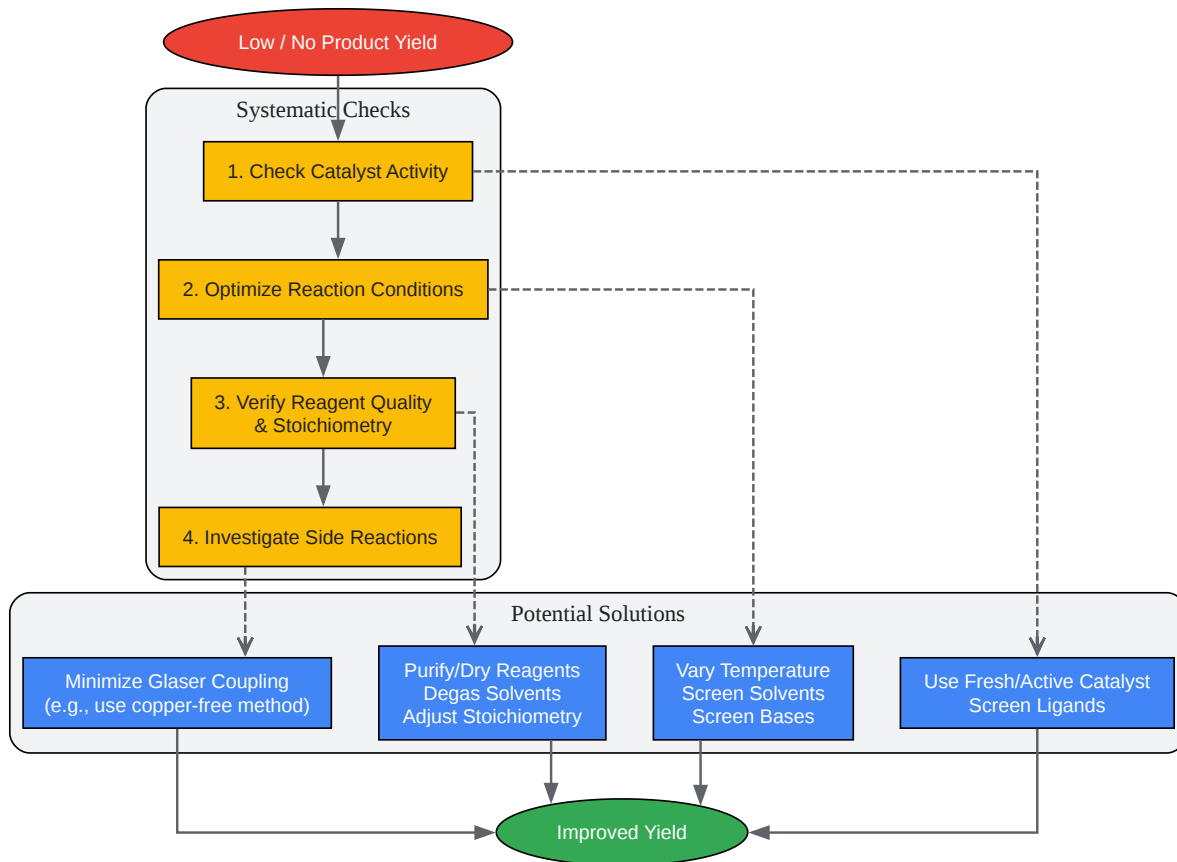 Low / No Product Yield
Systematic Checks
1. Check Catalyst Activity
2. Optimize Reaction Conditions
3. Verify Reagent Quality
& Stoichiometry
4. Investigate Side Reactions
Potential Solutions
Minimize Glaser Coupling
(e.g., use copper-free method)
Purify/Dry Reagents
Degas Solvents
Adjust Stoichiometry
Vary Temperature
Screen Solvents
Screen Bases
Use Fresh/Active Catalyst
Screen Ligands
Improved Yield